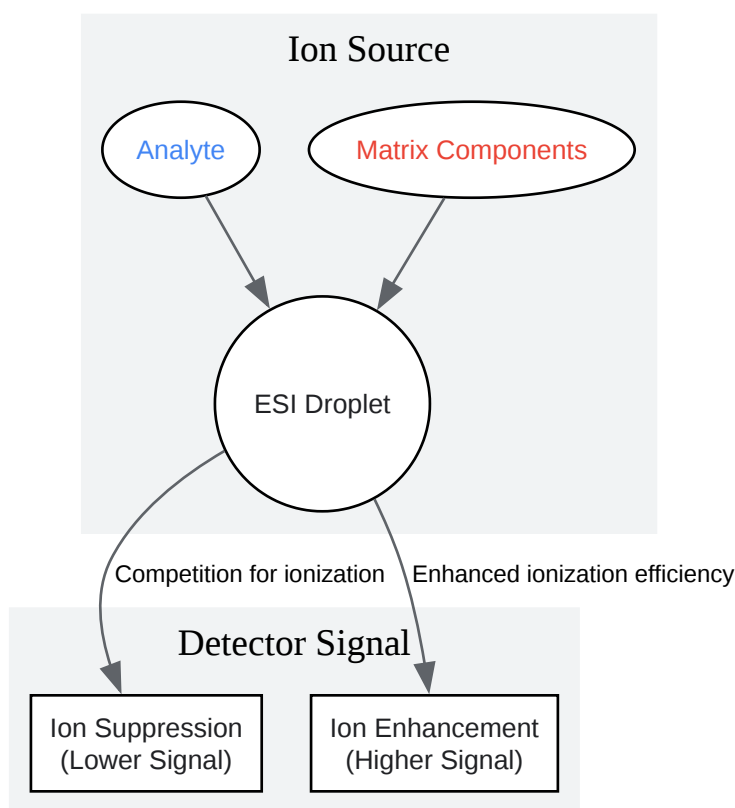 Ion Source
Analyte
Matrix Components
ESI Droplet
Competition for ionization
Enhanced ionization efficiency
Detector Signal
Ion Suppression
(Lower Signal)
Ion Enhancement
(Higher Signal)